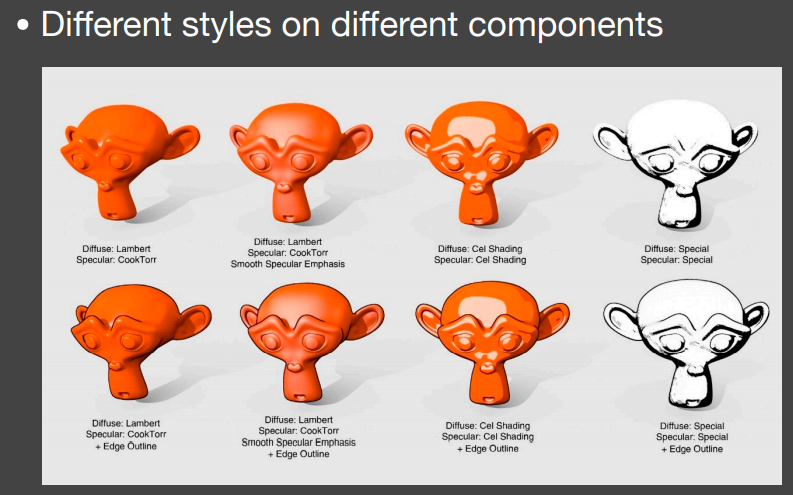 • Different styles on different components
Diffuse: Lambert
Specular: CookTorr
Diffuse: Lambert
Specular: CookTorr
Smooth Specular Emphasis
Diffuse: Cel Shading
Specular: Cel Shading
Diffuse: Special
Specular: Special
Diffuse: Lambert
Specular: CookTorr
+ Edge Outline
Diffuse: Lambert
Specular: CookTorr
Smooth Specular Emphasis
+ Edge Outline
Diffuse: Cel Shading
Specular: Cel Shading
+ Edge Outline
Diffuse: Special
Specular: Special
+ Edge Outline